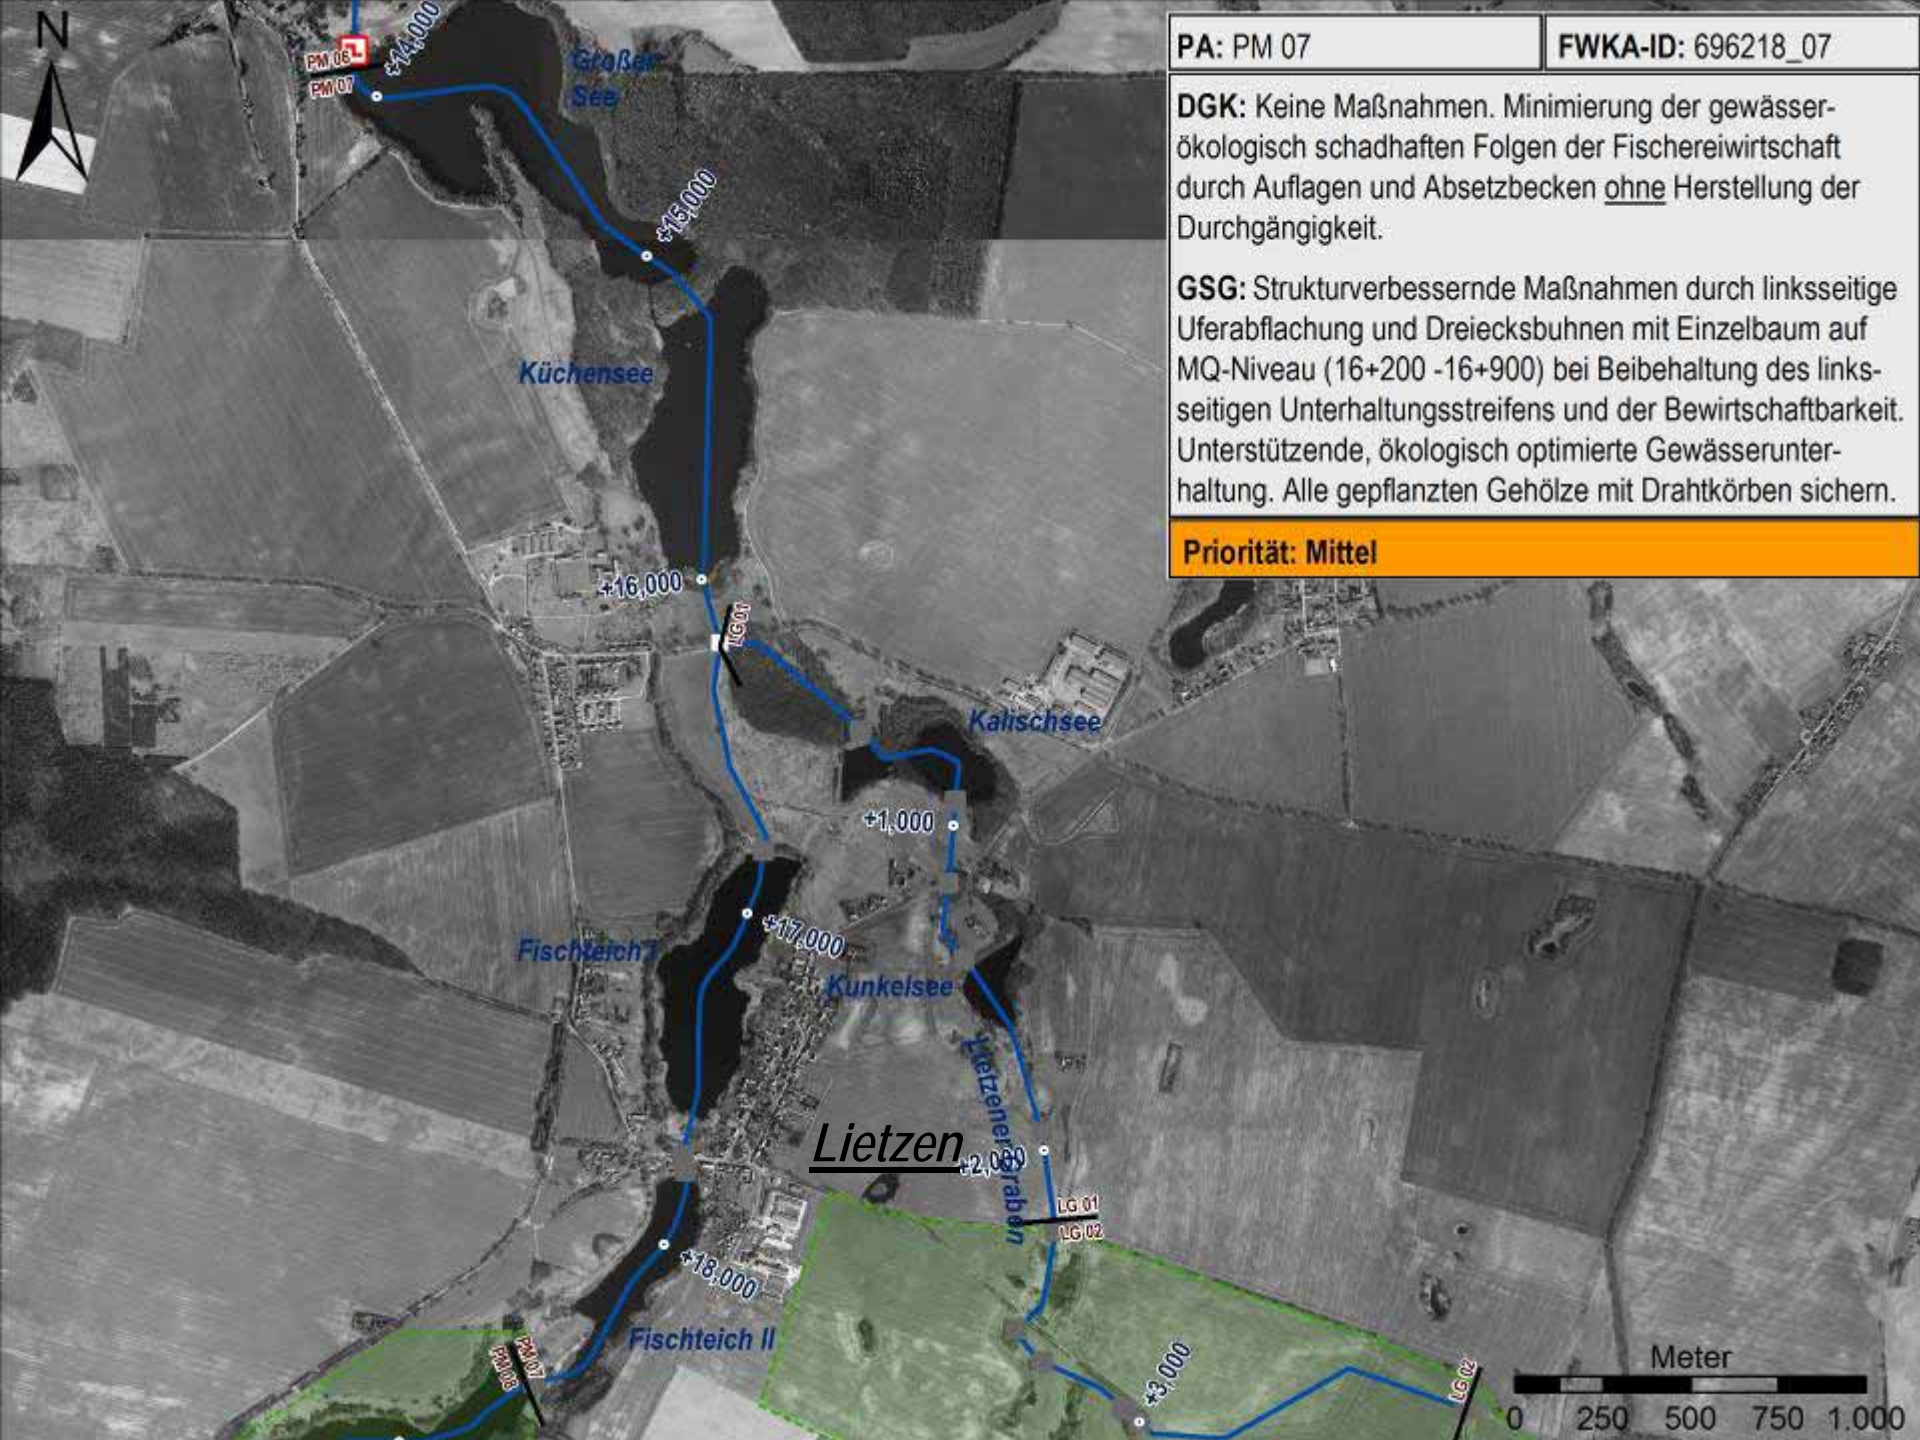 N
PM 06
PM 07
+14,000
Großer
See
+15,000
Küchensee
+16,000
LG 01
Kalischsee
+1,000
+17,000
Fischteich I
Kunkelsee
Lietzener Graben
Lietzen
+2,000
LG 01
LG 02
+18,000
Fischteich II
PM 07
PM 08
+3,000
LG 02
Meter
0 250 500 750 1.000
PA: PM 07
FWKA-ID: 696218_07
DGK: Keine Maßnahmen. Minimierung der gewässer-
ökologisch schadhaften Folgen der Fischereiwirtschaft
durch Auflagen und Absetzbecken ohne Herstellung der
Durchgängigkeit.
GSG: Strukturverbessernde Maßnahmen durch linksseitige
Uferabflachung und Dreiecksbuhnen mit Einzelbaum auf
MQ-Niveau (16+200 -16+900) bei Beibehaltung des links-
seitigen Unterhaltungsstreifens und der Bewirtschaftbarkeit.
Unterstützende, ökologisch optimierte Gewässerunter-
haltung. Alle gepflanzten Gehölze mit Drahtkörben sichern.
Priorität: Mittel